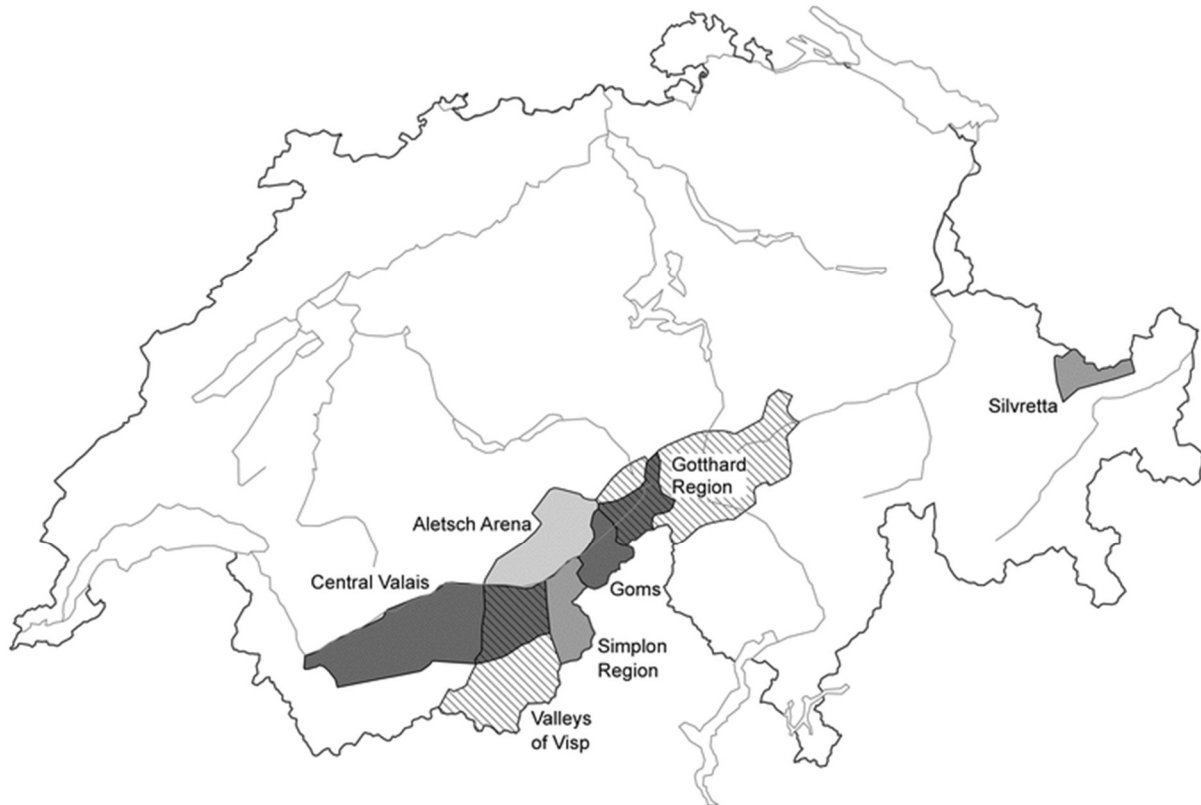 Silvretta
Gotthard
Region
Aletsch Arena
Central Valais
Goms
Simplon
Region
Valleys
of Visp